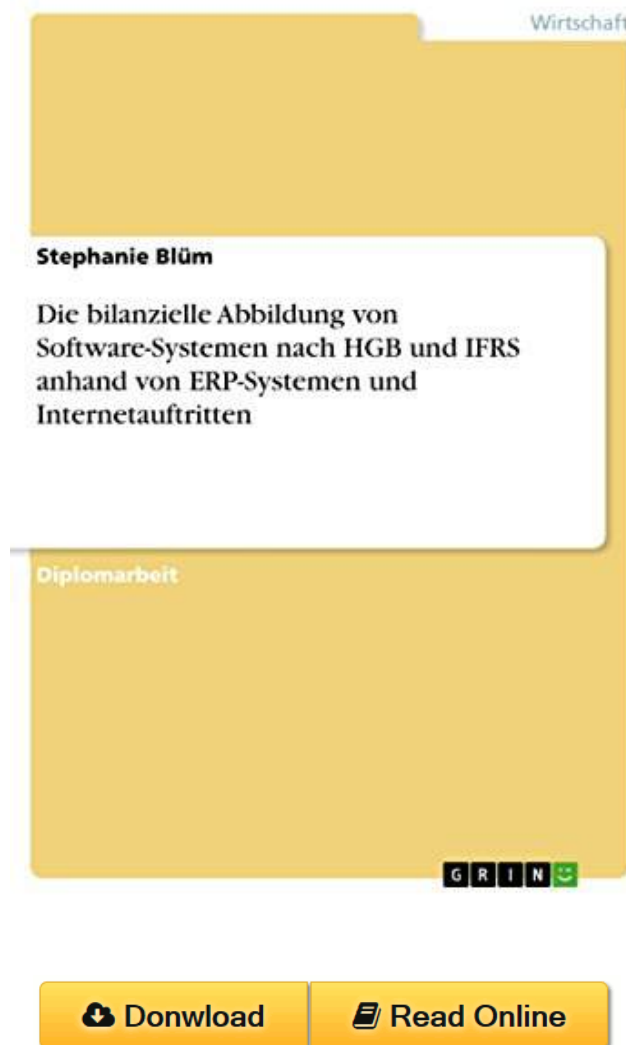 Wirtschaft
Stephanie Blüm
Die bilanzielle Abbildung von
Software-Systemen nach HGB und IFRS
anhand von ERP-Systemen und
Internetauftritten
Diplomarbeit
GRIN
Donwload
Read Online